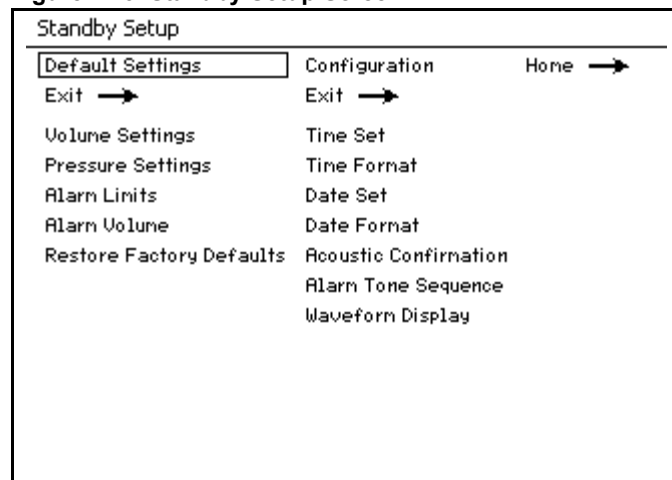 Standby Setup
Default Settings
Exit
Volume Settings
Pressure Settings
Alarm Limits
Alarm Volume
Restore Factory Defaults
Configuration
Exit
Time Set
Time Format
Date Set
Date Format
Acoustic Confirmation
Alarm Tone Sequence
Waveform Display
Home